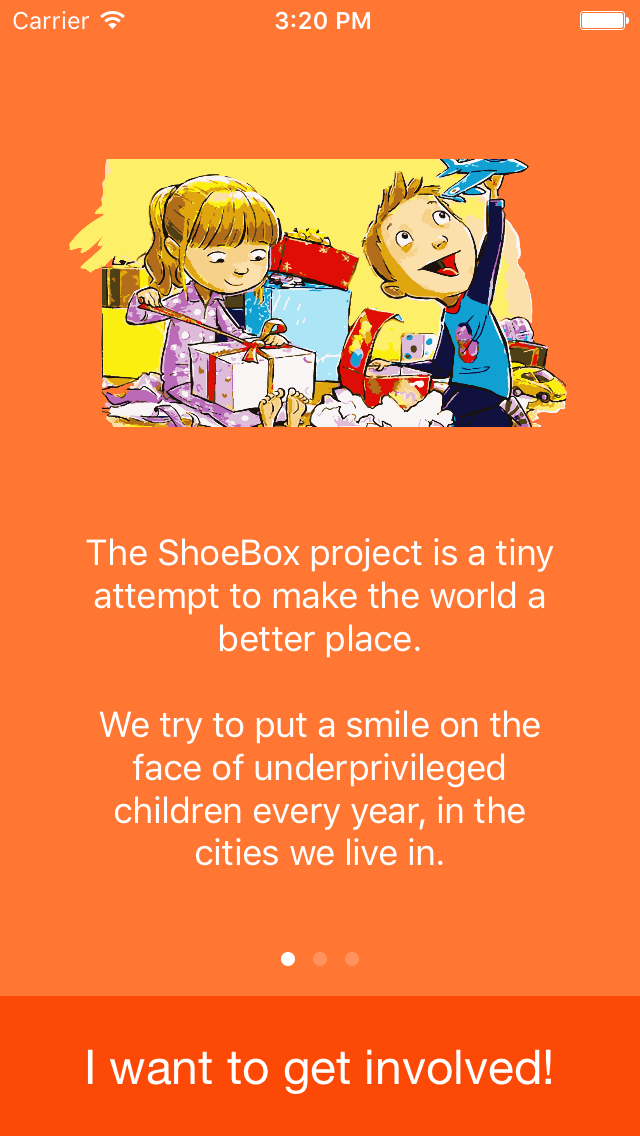 Carrier 3:20 PM
The ShoeBox project is a tiny
attempt to make the world a
better place.
We try to put a smile on the
face of underprivileged
children every year, in the
cities we live in.
I want to get involved!